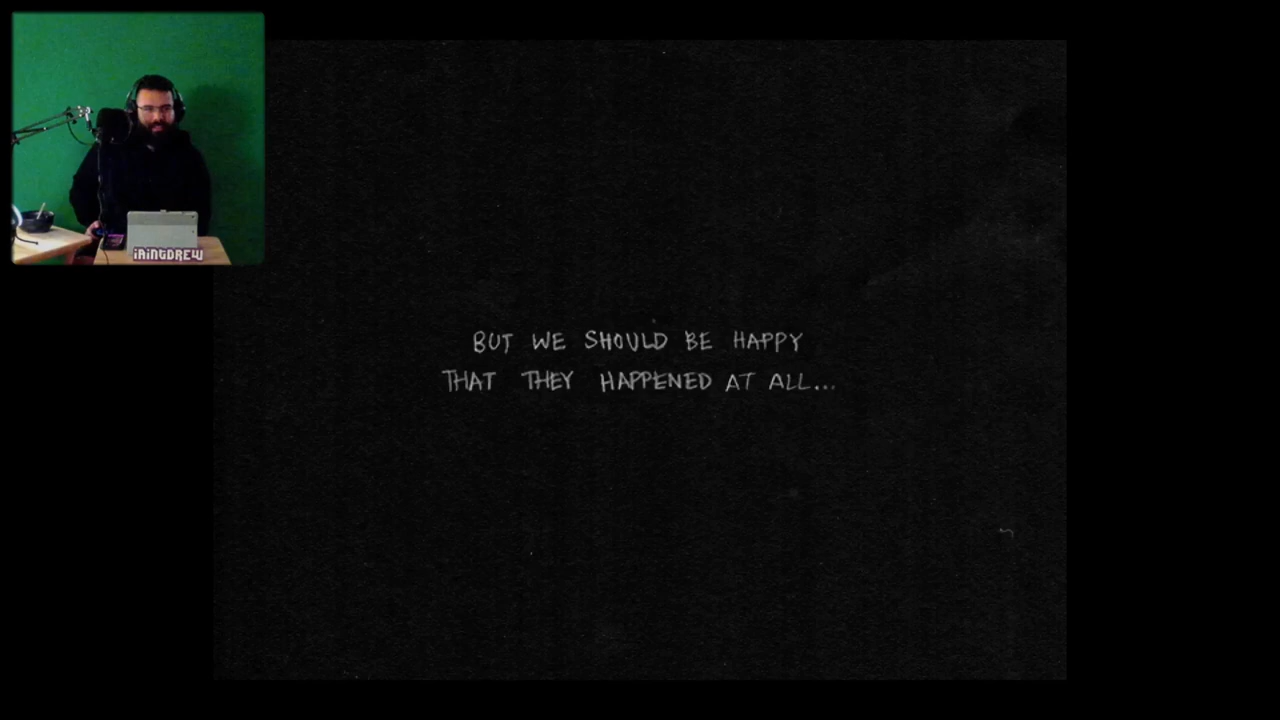 iAiNtDREW
BUT WE SHOULD BE HAPPY
THAT THEY HAPPENED AT ALL...